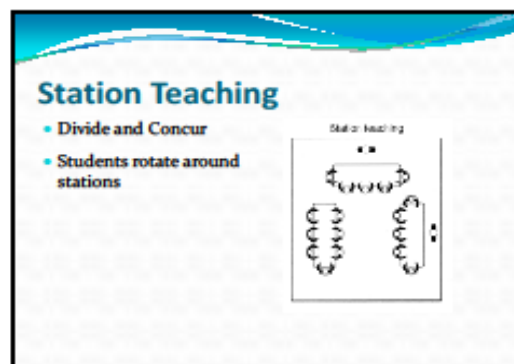 Station Teaching
• Divide and Concur
• Students rotate around
stations
Station teaching